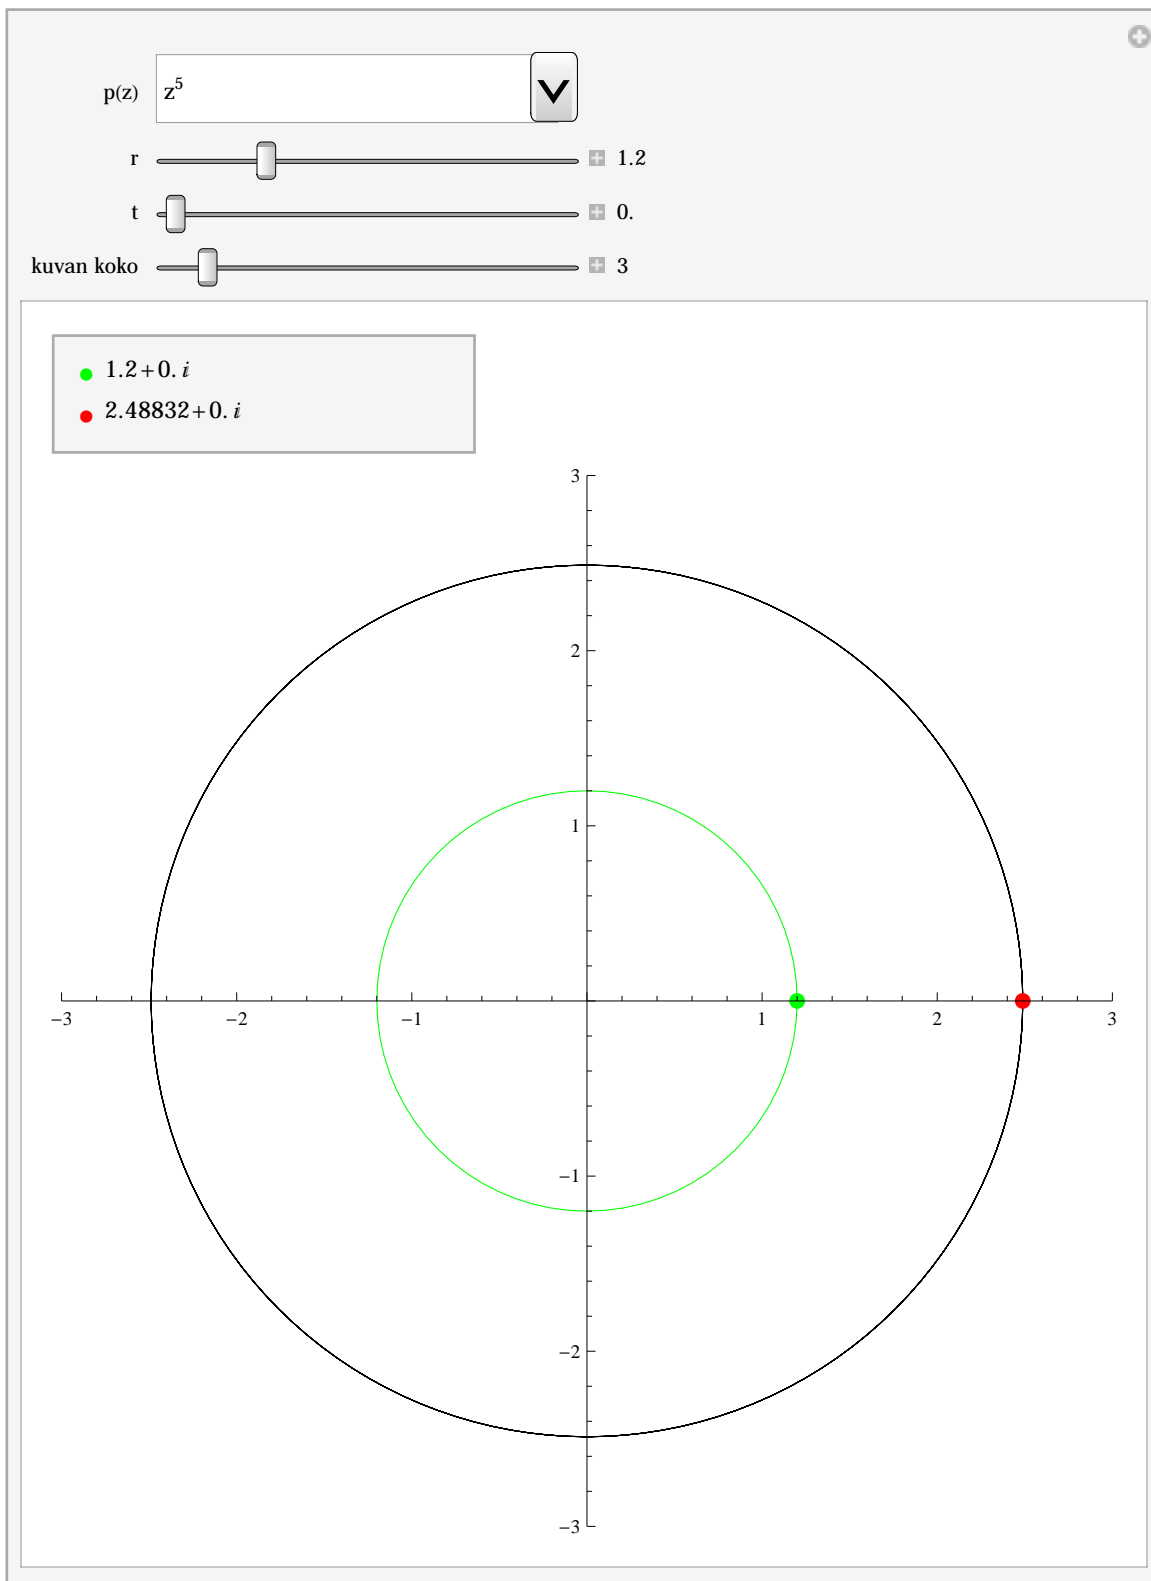 p(z) z⁵
r 1.2
t 0.
kuvan koko 3
1.2+0. i
2.48832+0. i
3
2
1
−3 −2 −1 1 2 3
−1
−2
−3